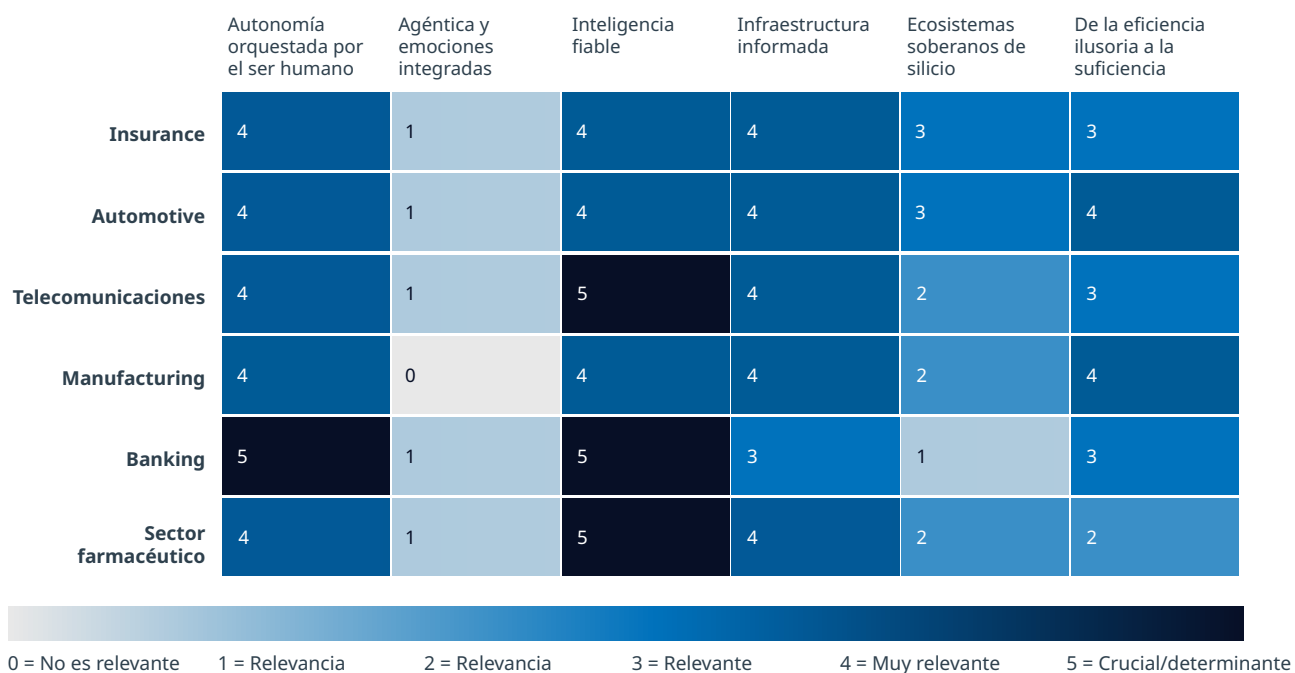 Autonomía
orquestada por
el ser humano
Agéntica y
emociones
integradas
Inteligencia
fiable
Infraestructura
informada
Ecosistemas
soberanos de
silicio
De la eficiencia
ilusoria a la
suficiencia
Insurance 4 1 4 4 3 3
Automotive 4 1 4 4 3 4
Telecomunicaciones 4 1 5 4 2 3
Manufacturing 4 0 4 4 2 4
Banking 5 1 5 3 1 3
Sector
farmacéutico 4 1 5 4 2 2
0 = No es relevante 1 = Relevancia 2 = Relevancia 3 = Relevante 4 = Muy relevante 5 = Crucial/determinante